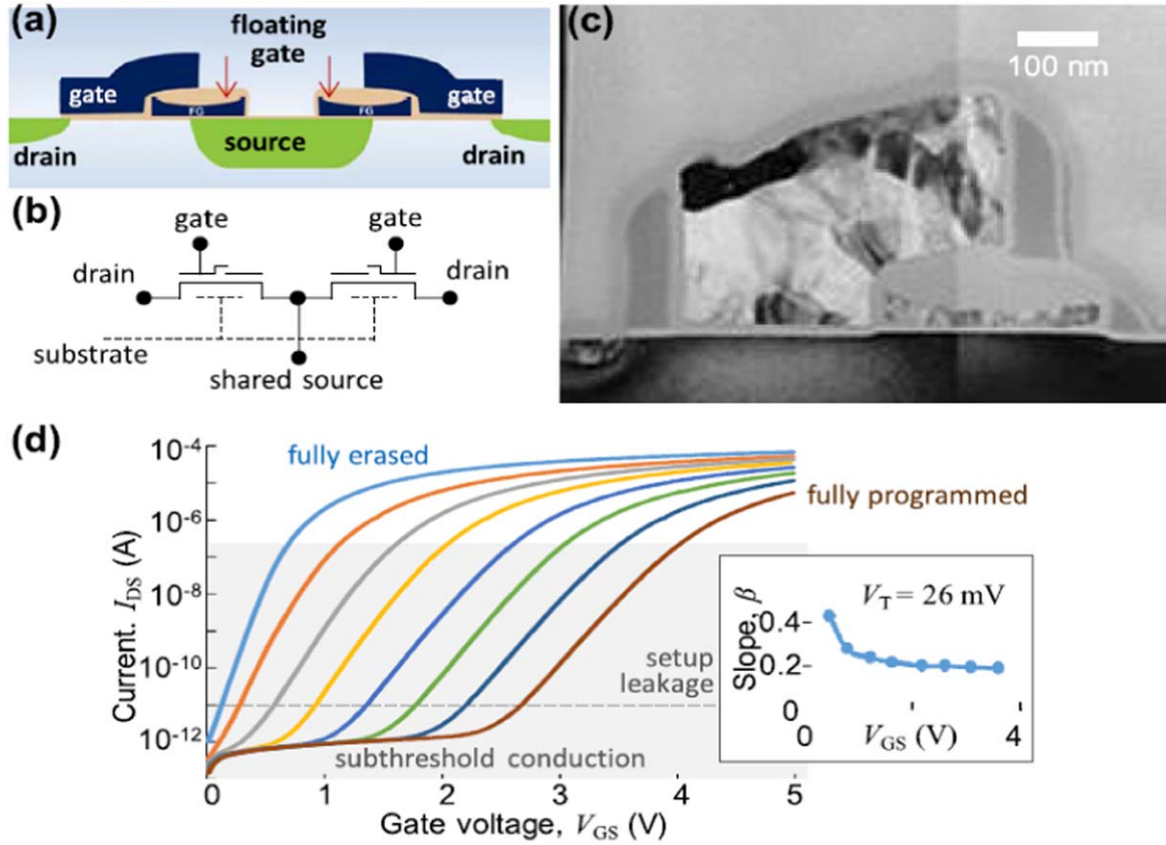 (a)
floating
gate
gate
gate
FG
FG
source
drain
drain
(b)
gate
gate
drain
drain
substrate
shared source
(c)
100 nm
(d)
Current. I_DS (A)
10^-4
10^-6
10^-8
10^-10
10^-12
fully erased
fully programmed
setup
leakage
subthreshold conduction
0 1 2 3 4 5
Gate voltage, V_GS (V)
Slope, β
V_T = 26 mV
0.4
0.2
0
0
V_GS (V)
4